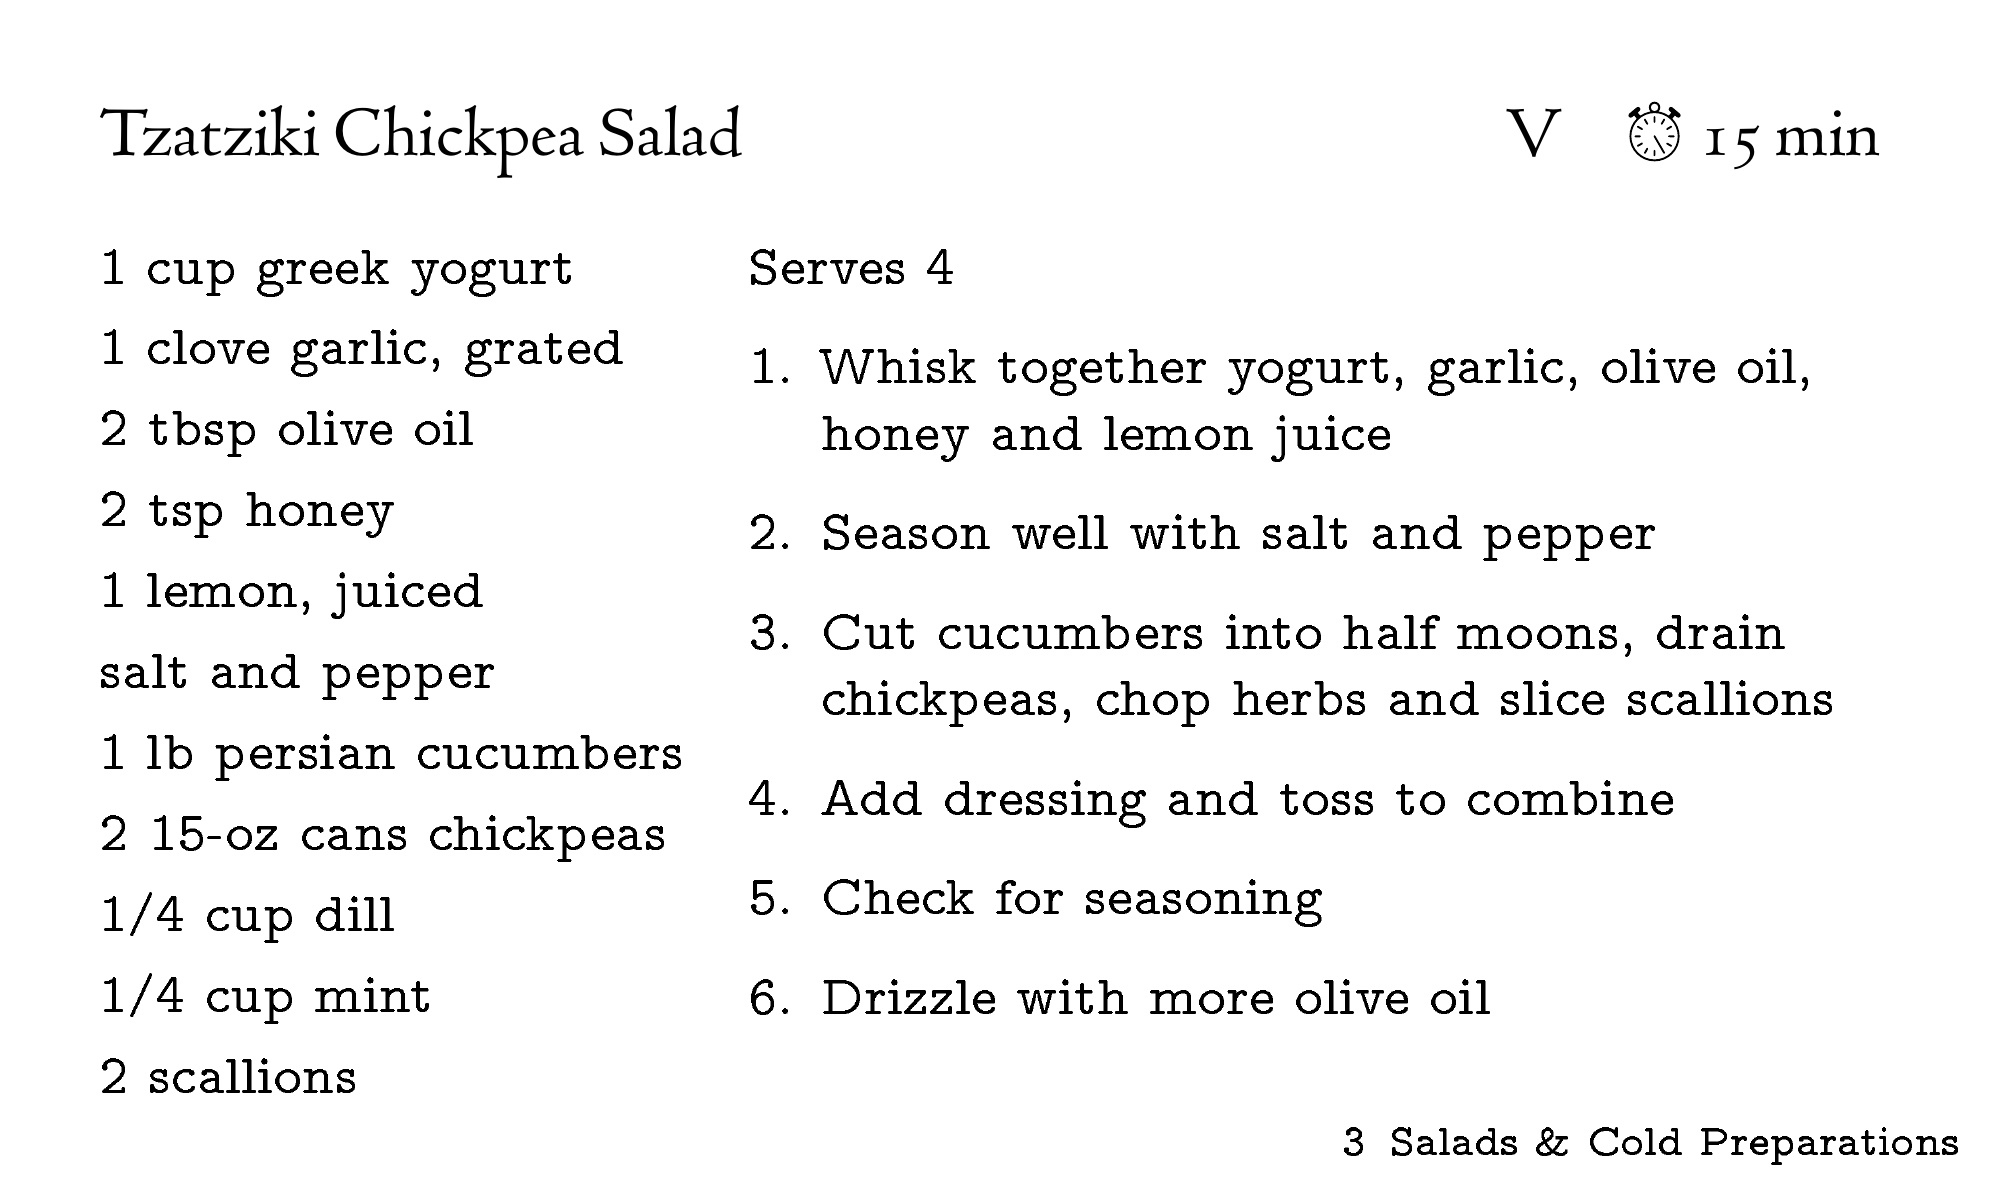 Tzatziki Chickpea Salad
V 15 min
1 cup greek yogurt
1 clove garlic, grated
2 tbsp olive oil
2 tsp honey
1 lemon, juiced
salt and pepper
1 lb persian cucumbers
2 15-oz cans chickpeas
1/4 cup dill
1/4 cup mint
2 scallions
Serves 4
1. Whisk together yogurt, garlic, olive oil,
honey and lemon juice
2. Season well with salt and pepper
3. Cut cucumbers into half moons, drain
chickpeas, chop herbs and slice scallions
4. Add dressing and toss to combine
5. Check for seasoning
6. Drizzle with more olive oil
3 Salads & Cold Preparations